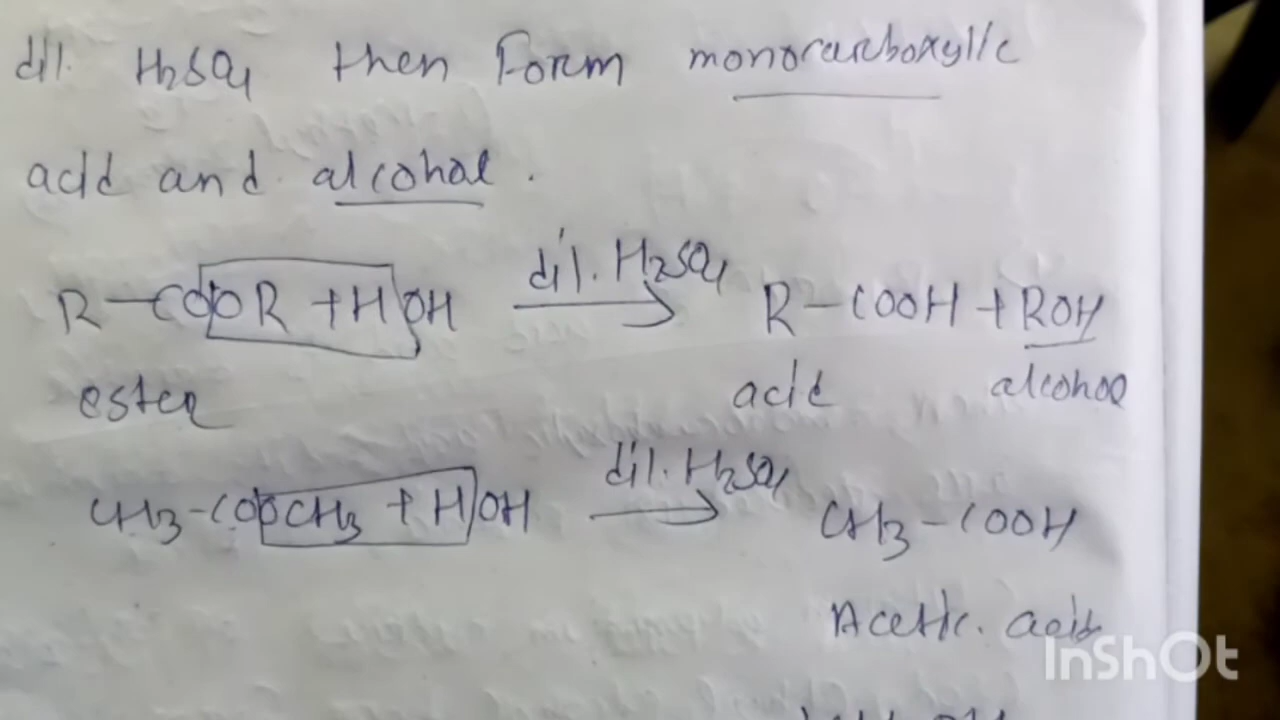 dil. H₂SO₄ then Form monocarboxylic
acid and alcohal.
R-COOR + HOH dil. H₂SO₄ → R-COOH + ROH
ester acid alcohol
CH₃-COOCH₃ + HOH dil. H₂SO₄ → CH₃-COOH
Acetic. acid
InShOt